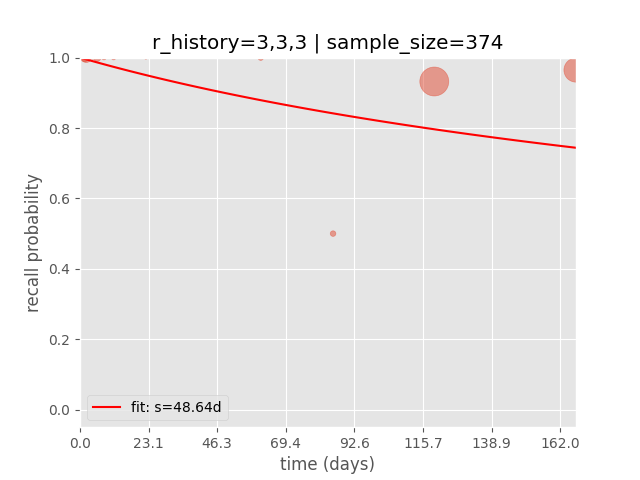 r_history=3,3,3 | sample_size=374
1.0
0.8
0.6
0.4
0.2
0.0
recall probability
fit: s=48.64d
0.0 23.1 46.3 69.4 92.6 115.7 138.9 162.0
time (days)